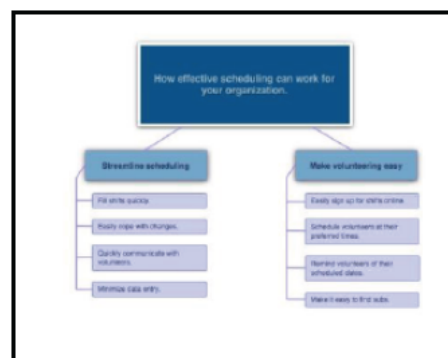 How effective scheduling can work for
your organization.
Streamline scheduling
Fill shifts quickly.
Easily cope with changes.
Quickly communicate with
volunteers.
Minimize data entry.
Make volunteering easy
Easily sign up for shifts online.
Schedule volunteers at their
preferred times.
Remind volunteers of their
scheduled dates.
Make it easy to find subs.